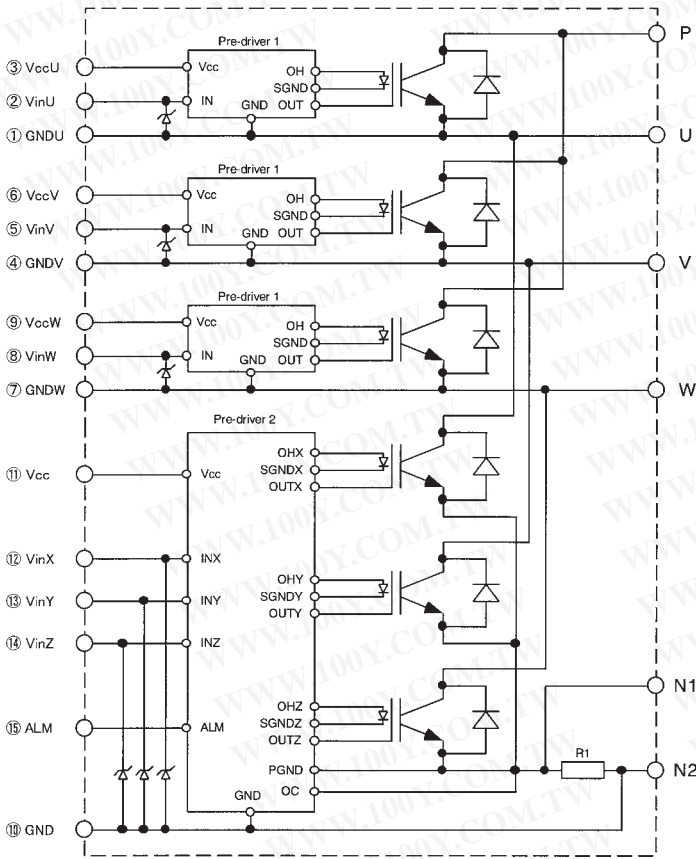 Pre-driver 1
P
③ VccU
Vcc
OH
SGND
② VinU
IN
GND
OUT
① GNDU
U
Pre-driver 1
⑥ VccV
Vcc
OH
SGND
⑤ VinV
IN
GND
OUT
④ GNDV
V
Pre-driver 1
⑨ VccW
Vcc
OH
SGND
⑧ VinW
IN
GND
OUT
⑦ GNDW
W
Pre-driver 2
⑪ Vcc
Vcc
OHX
SGNDX
OUTX
⑫ VinX
INX
⑬ VinY
INY
OHY
SGNDY
OUTY
⑭ VinZ
INZ
N1
⑮ ALM
ALM
OHZ
SGNDZ
OUTZ
PGND
R1
N2
OC
GND
⑩ GND
WWW.100Y.COM.TW